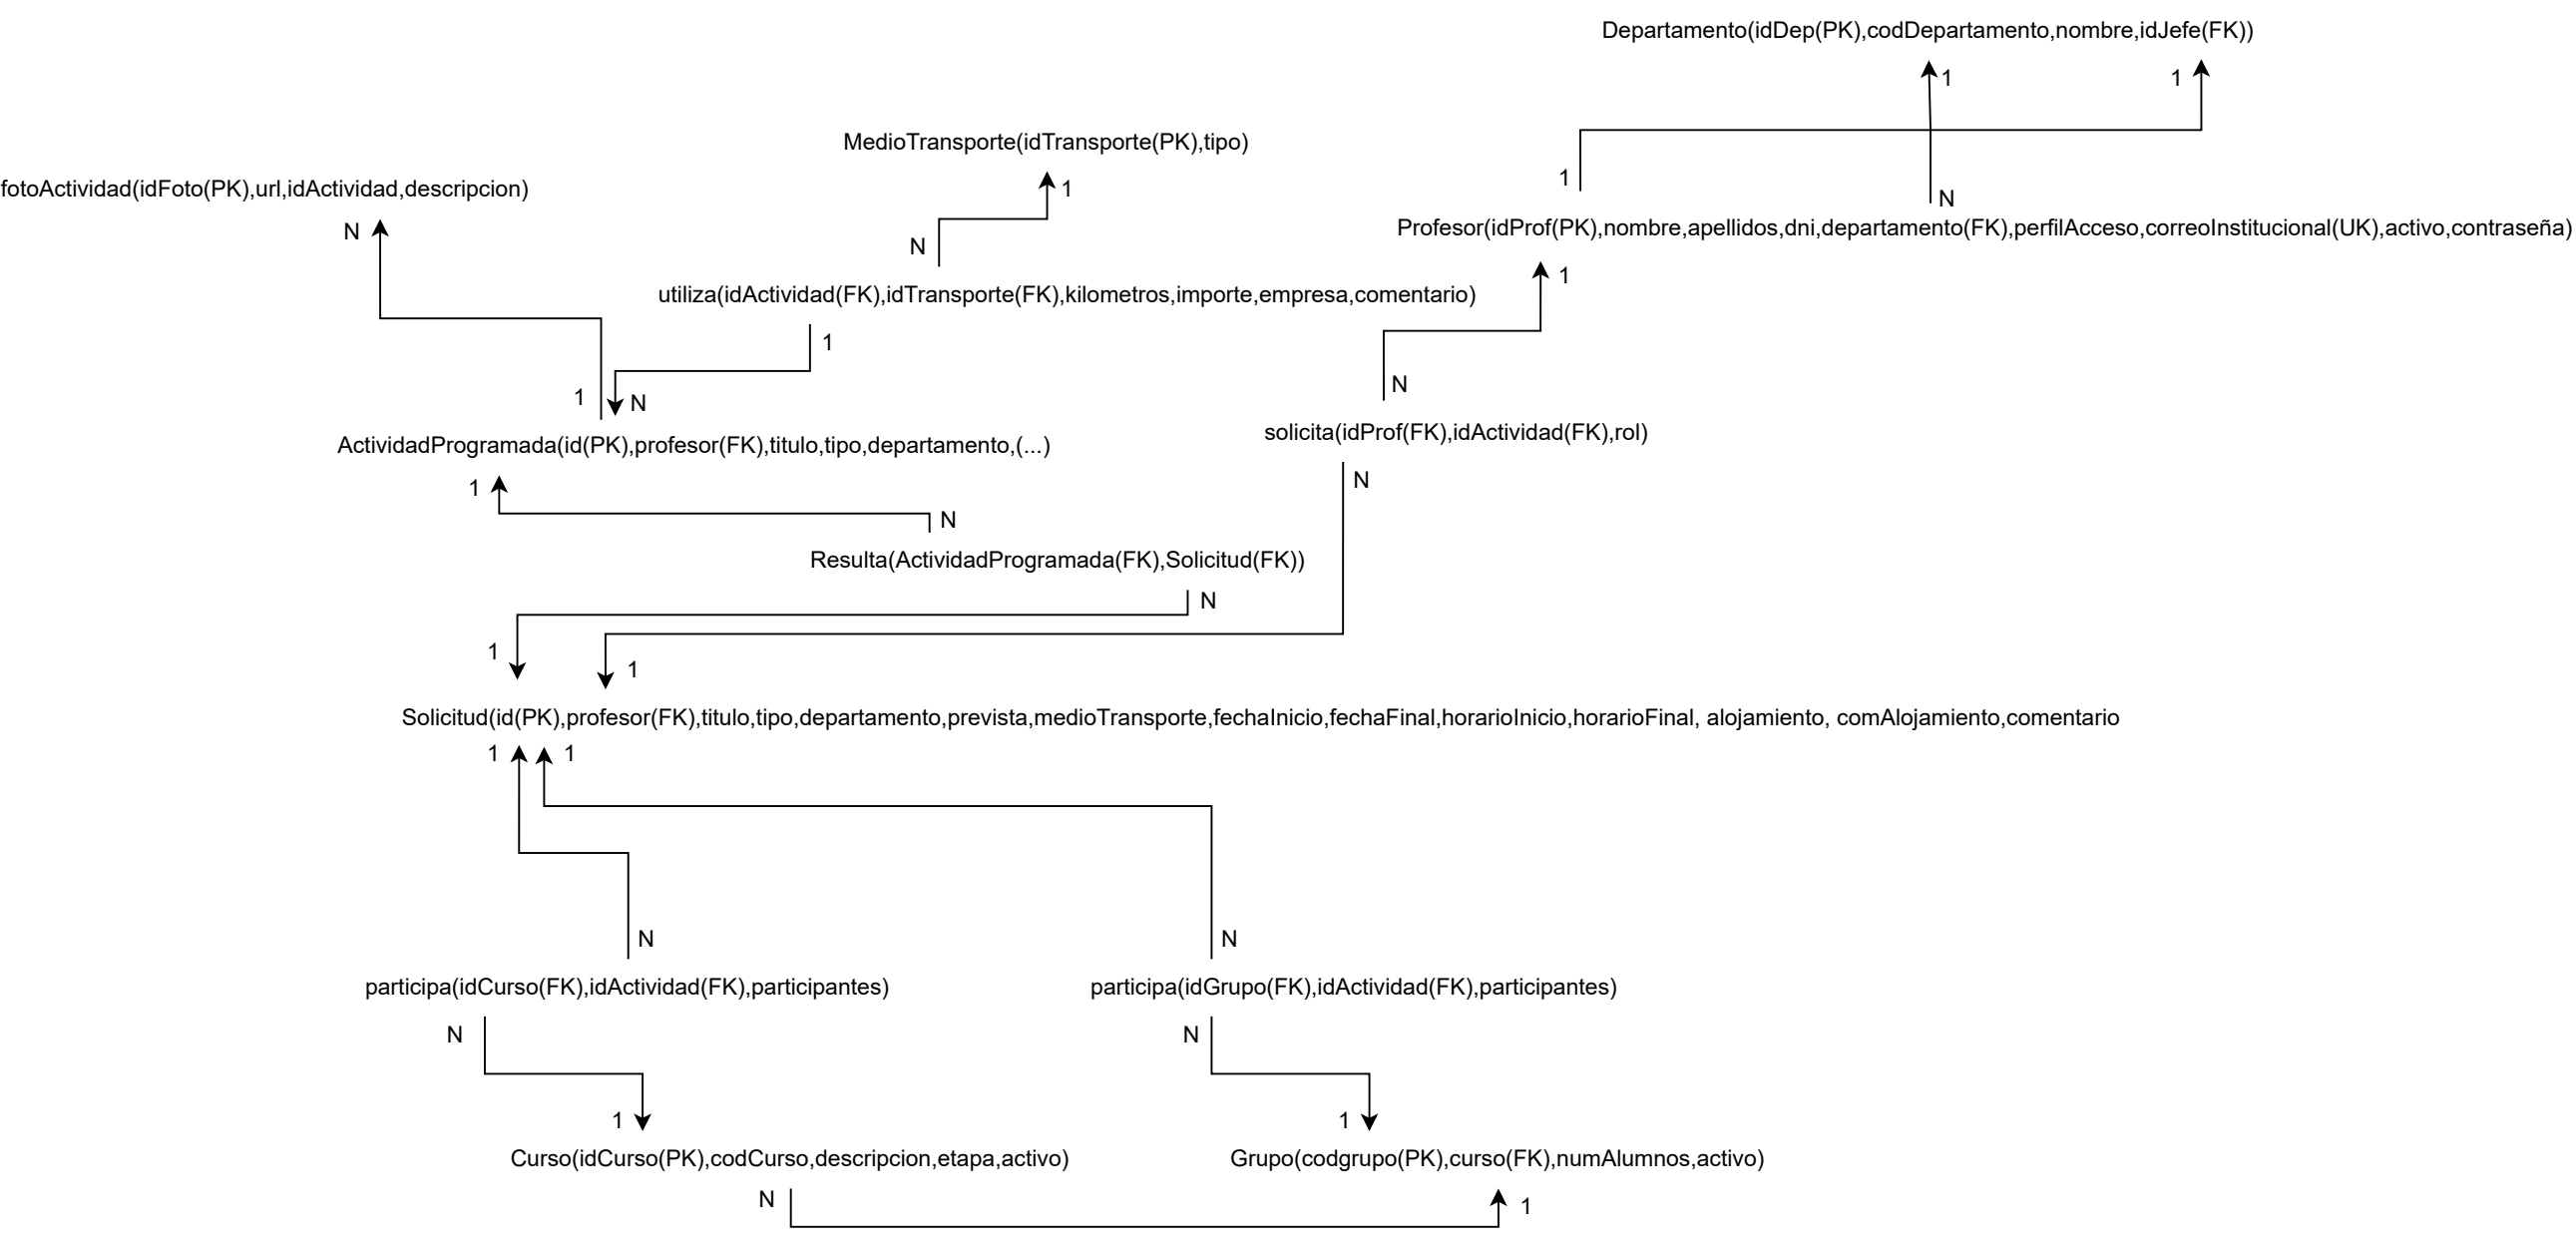 Departamento(idDep(PK),codDepartamento,nombre,idJefe(FK))
1
1
MedioTransporte(idTransporte(PK),tipo)
1
fotoActividad(idFoto(PK),url,idActividad,descripcion)
1
N
N
N
Profesor(idProf(PK),nombre,apellidos,dni,departamento(FK),perfilAcceso,correoInstitucional(UK),activo,contraseña)
1
utiliza(idActividad(FK),idTransporte(FK),kilometros,importe,empresa,comentario)
1
N
1
N
ActividadProgramada(id(PK),profesor(FK),titulo,tipo,departamento,(...)
solicita(idProf(FK),idActividad(FK),rol)
1
N
N
Resulta(ActividadProgramada(FK),Solicitud(FK))
N
1
1
Solicitud(id(PK),profesor(FK),titulo,tipo,departamento,prevista,medioTransporte,fechaInicio,fechaFinal,horarioInicio,horarioFinal, alojamiento, comAlojamiento,comentario
1
1
N
N
participa(idCurso(FK),idActividad(FK),participantes)
participa(idGrupo(FK),idActividad(FK),participantes)
N
N
1
1
Curso(idCurso(PK),codCurso,descripcion,etapa,activo)
Grupo(codgrupo(PK),curso(FK),numAlumnos,activo)
N
1